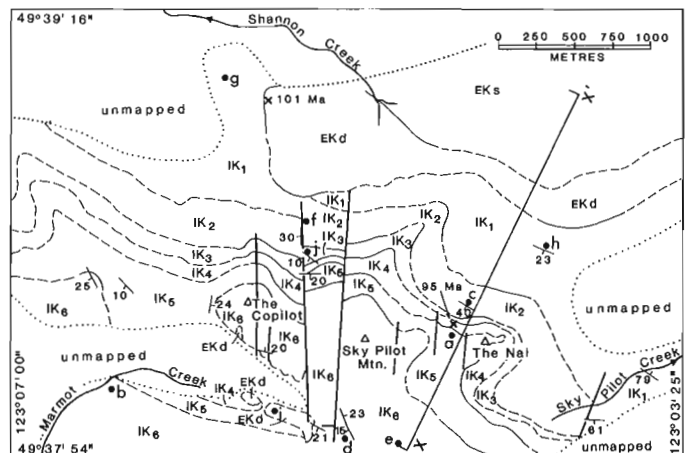 49°39' 16"
Shannon
Creek
0 250 500 750 1000
METRES
X'
g
unmapped
x 101 Ma
EKs
EKd
IK1
IK1
IK2
IK1
EKd
IK2
f
IK2
IK3
IK3
h
23
30
j
IK3
IK4
10
IK5
IK4
IK4
20
IK5
95 Ma
c
40
IK2
unmapped
25
10
IK5
IK6
24
The
Copilot
IK6
x
a
The Nai
Sky Pilot
Mtn.
EKd
20
IK6
unmapped
IK5
IK4
IK3
Creek
Marmot
IK4
EKd
EKd
IK6
IK6
Sky Pilot Creek
79
IK1
b
IK5
i
23
61
IK6
21
15
d
e
X
unmapped
49°37' 54"
123°07' 00"
123°03' 25"